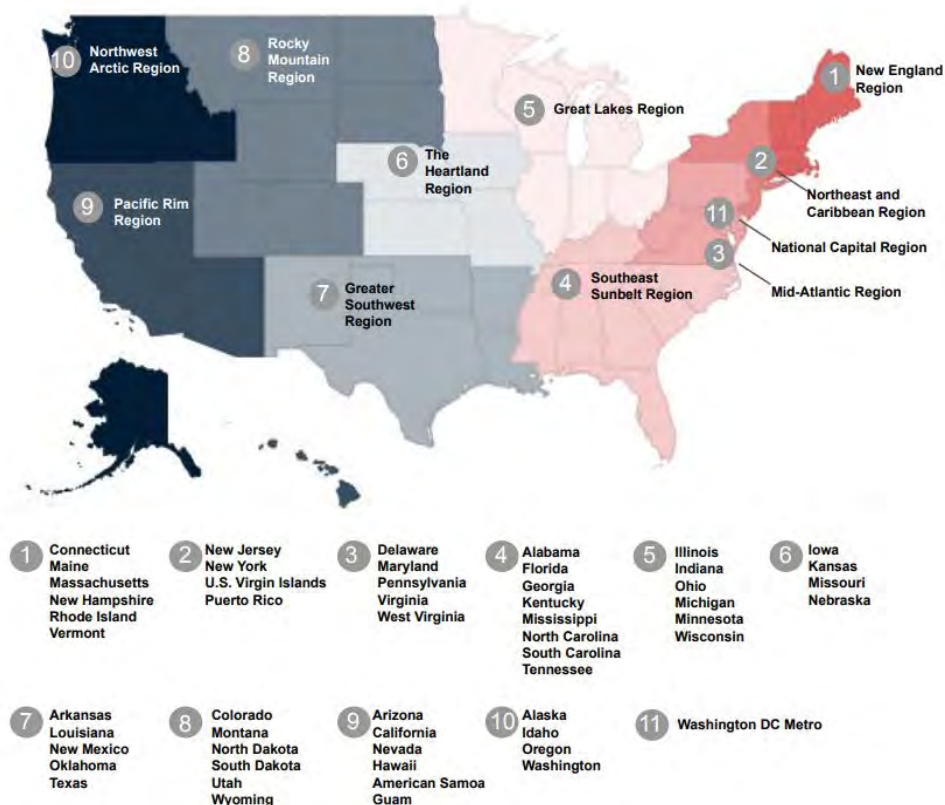 10
Northwest
Arctic Region
8
Rocky
Mountain
Region
1
New England
Region
5
Great Lakes Region
6
The
Heartland
Region
2
Northeast and
Caribbean Region
9
Pacific Rim
Region
11
National Capital Region
3
Mid-Atlantic Region
7
Greater
Southwest
Region
4
Southeast
Sunbelt Region
1
Connecticut
Maine
Massachusetts
New Hampshire
Rhode Island
Vermont
2
New Jersey
New York
U.S. Virgin Islands
Puerto Rico
3
Delaware
Maryland
Pennsylvania
Virginia
West Virginia
4
Alabama
Florida
Georgia
Kentucky
Mississippi
North Carolina
South Carolina
Tennessee
5
Illinois
Indiana
Ohio
Michigan
Minnesota
Wisconsin
6
Iowa
Kansas
Missouri
Nebraska
7
Arkansas
Louisiana
New Mexico
Oklahoma
Texas
8
Colorado
Montana
North Dakota
South Dakota
Utah
Wyoming
9
Arizona
California
Nevada
Hawaii
American Samoa
Guam
10
Alaska
Idaho
Oregon
Washington
11
Washington DC Metro